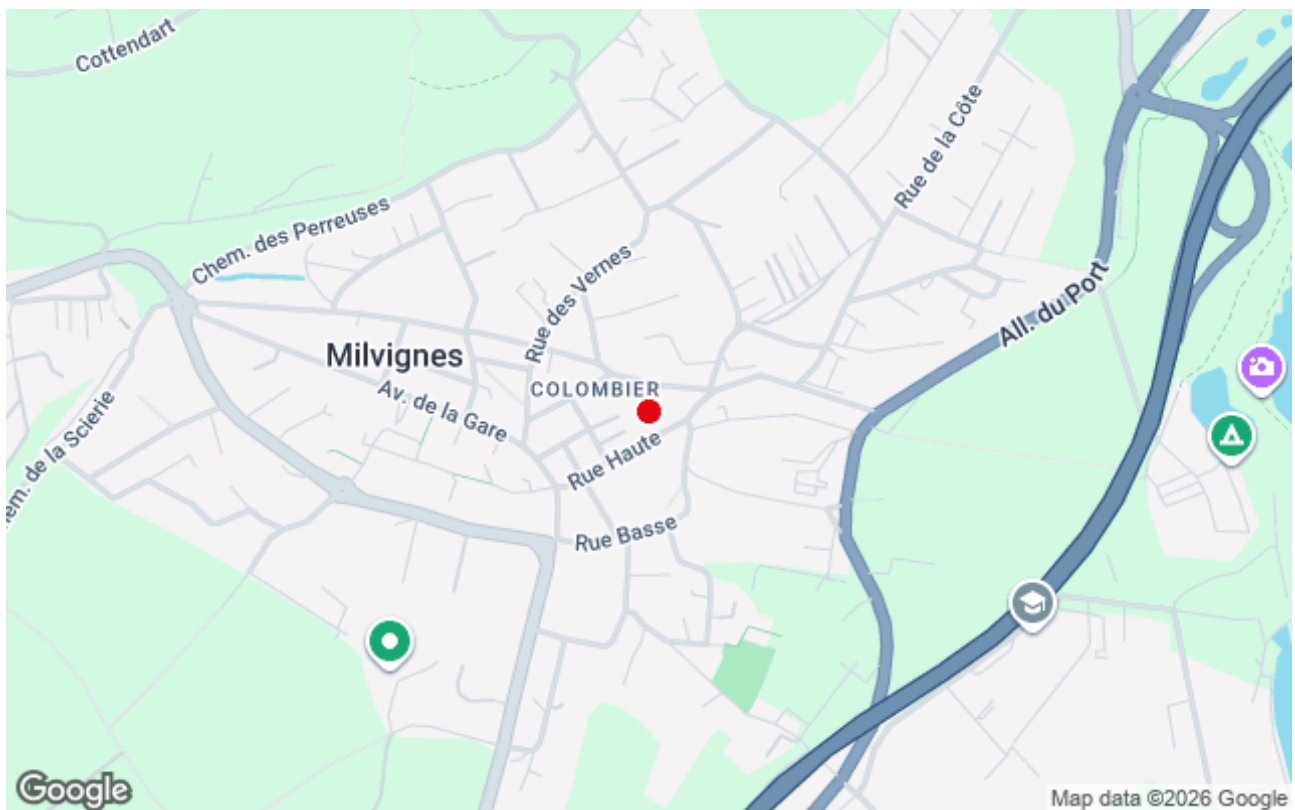 Cottendart
Rue de la Côte
Chem. des Perreuses
Rue des Vernes
All. du Port
Milvignes
COLOMBIER
Av. de la Gare
hem. de la Scierie
Rue Haute
Rue Basse
Google
Map data ©2026 Google